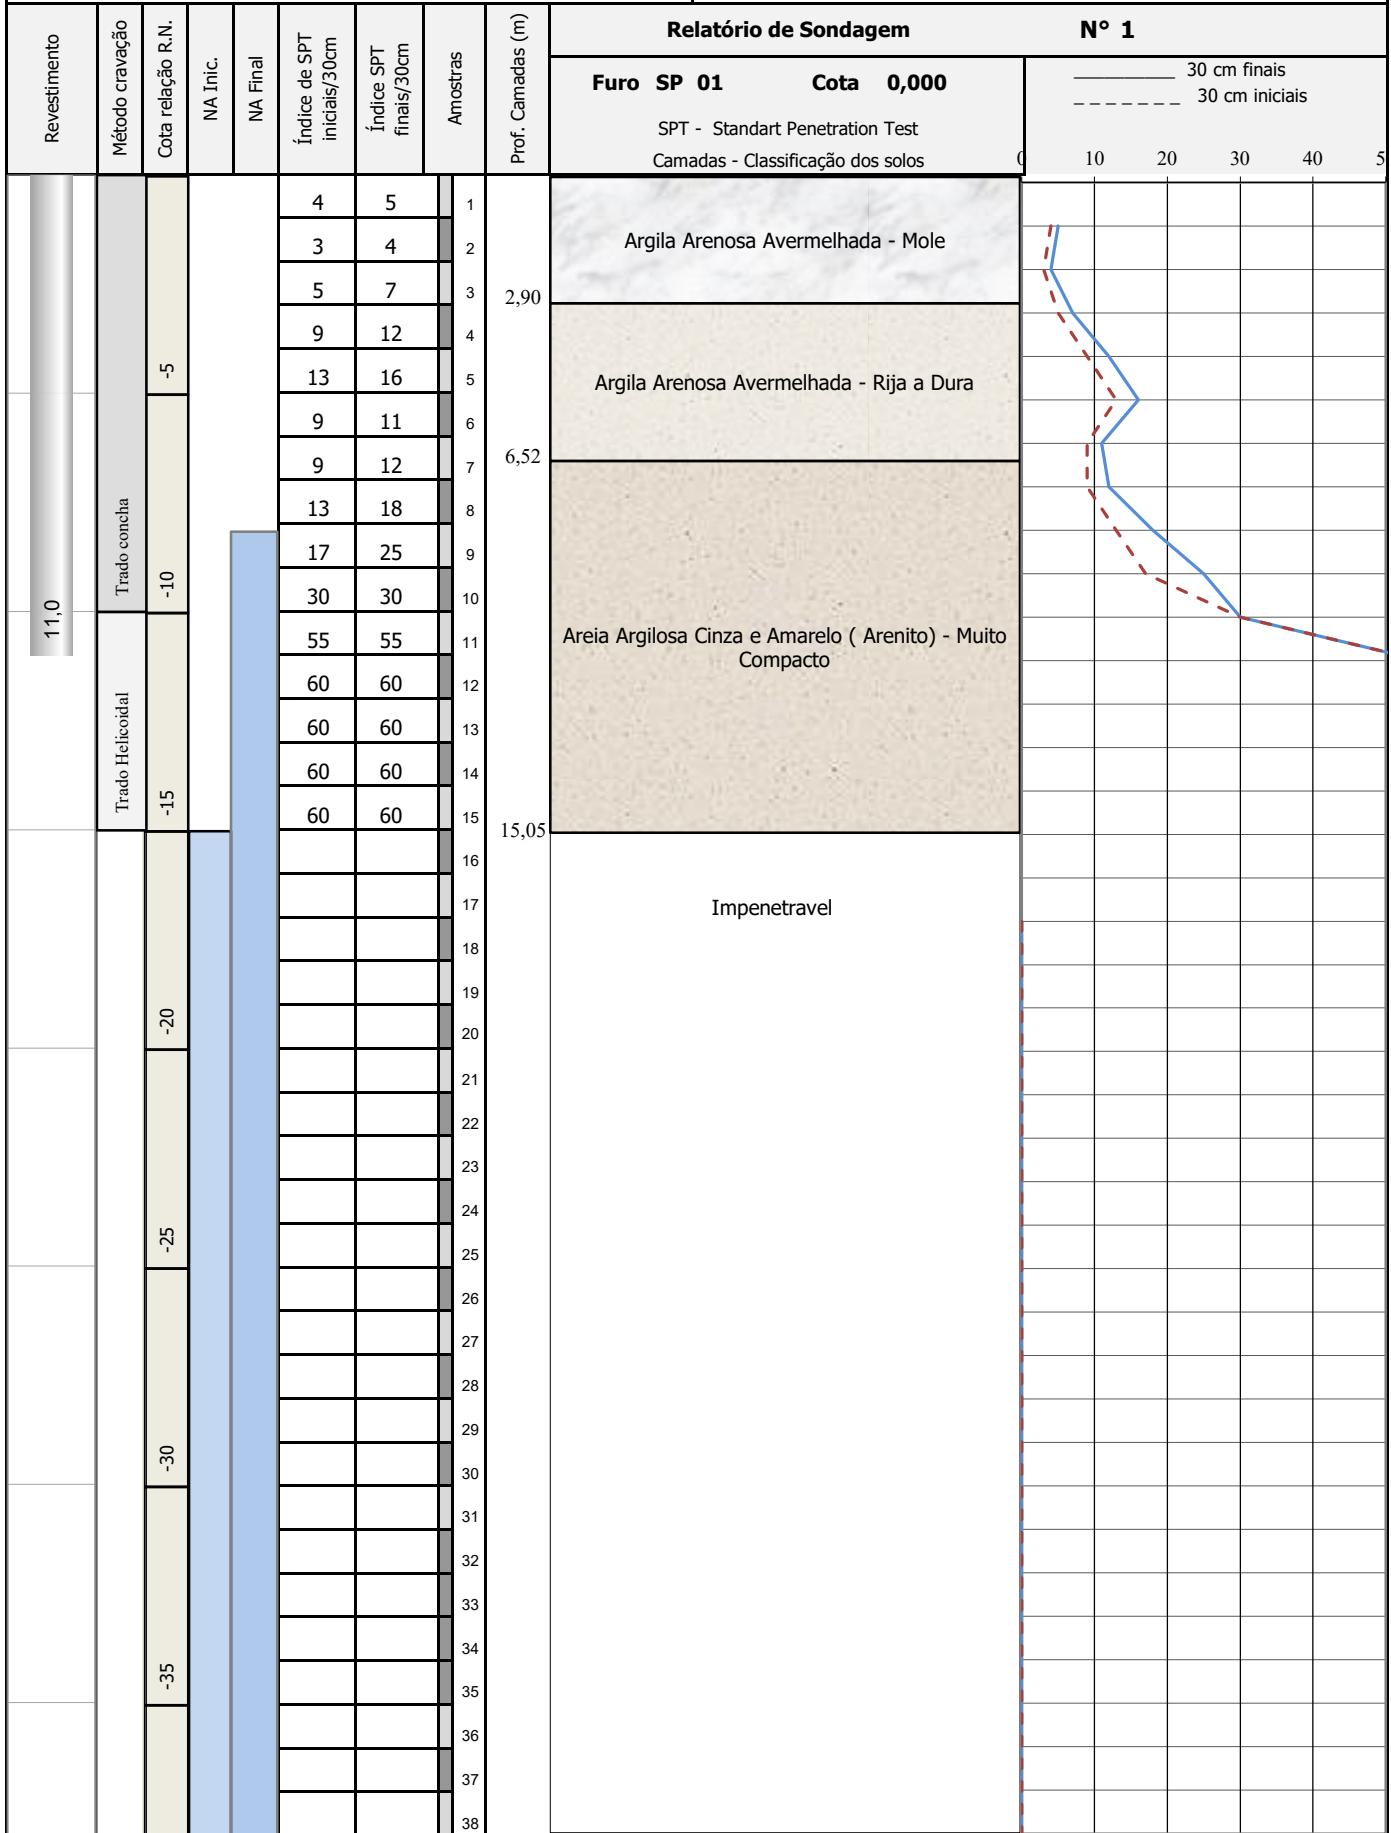 Revestimento
Método cravação
Cota relação R.N.
NA Inic.
NA Final
Índice de SPT
iniciais/30cm
Índice SPT
finais/30cm
Amostras
Prof. Camadas (m)
Relatório de Sondagem N° 1
Furo SP 01 Cota 0,000
SPT - Standart Penetration Test
Camadas - Classificação dos solos
30 cm finais
30 cm iniciais
0 10 20 30 40 5
4 5 1
3 4 2
5 7 3
2,90
9 12 4
13 16 5
9 11 6
9 12 7
6,52
13 18 8
17 25 9
30 30 10
55 55 11
60 60 12
60 60 13
60 60 14
60 60 15
15,05
16
17
18
19
20
21
22
23
24
25
26
27
28
29
30
31
32
33
34
35
36
37
38
11,0
Trado concha
Trado Helicoidal
-5
-10
-15
-20
-25
-30
-35
Argila Arenosa Avermelhada - Mole
Argila Arenosa Avermelhada - Rija a Dura
Areia Argilosa Cinza e Amarelo ( Arenito) - Muito
Compacto
Impenetravel